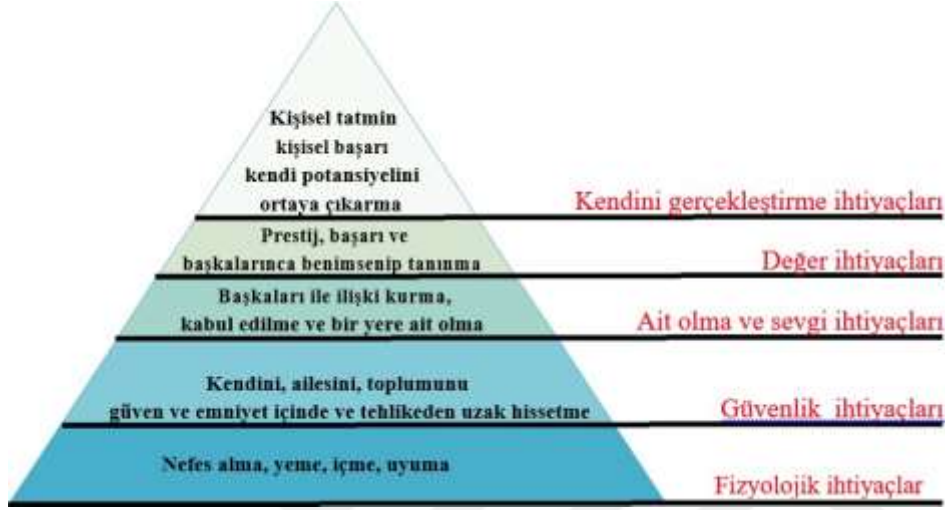 Kişisel tatmin
kişisel başarı
kendi potansiyelini
ortaya çıkarma
Kendini gerçekleştirme ihtiyaçları
Prestij, başarı ve
başkalarınca benimsenip tanınma
Değer ihtiyaçları
Başkaları ile ilişki kurma,
kabul edilme ve bir yere ait olma
Ait olma ve sevgi ihtiyaçları
Kendini, ailesini, toplumunu
güven ve emniyet içinde ve tehlikeden uzak hissetme
Güvenlik ihtiyaçları
Nefes alma, yeme, içme, uyuma
Fizyolojik ihtiyaçlar